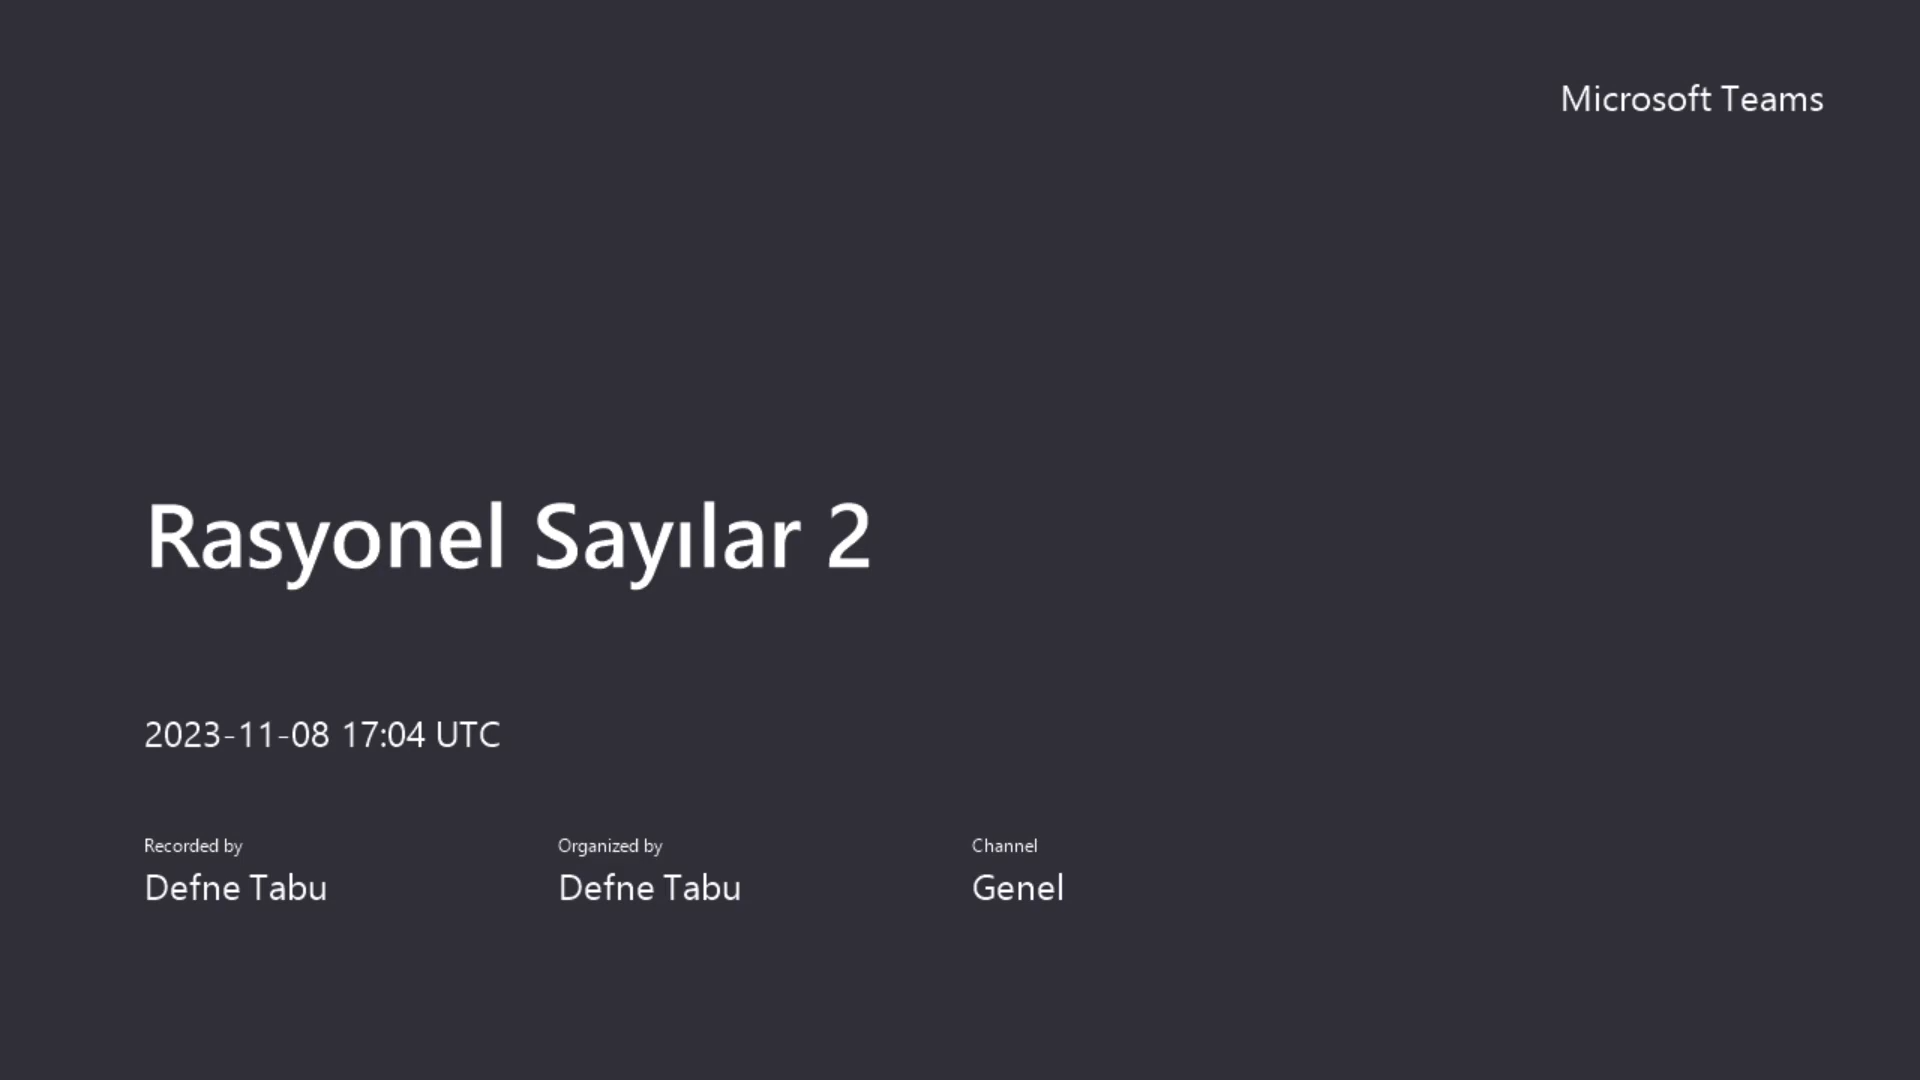 Microsoft Teams
Rasyonel Sayılar 2
2023-11-08 17:04 UTC
Recorded by
Defne Tabu
Organized by
Defne Tabu
Channel
Genel